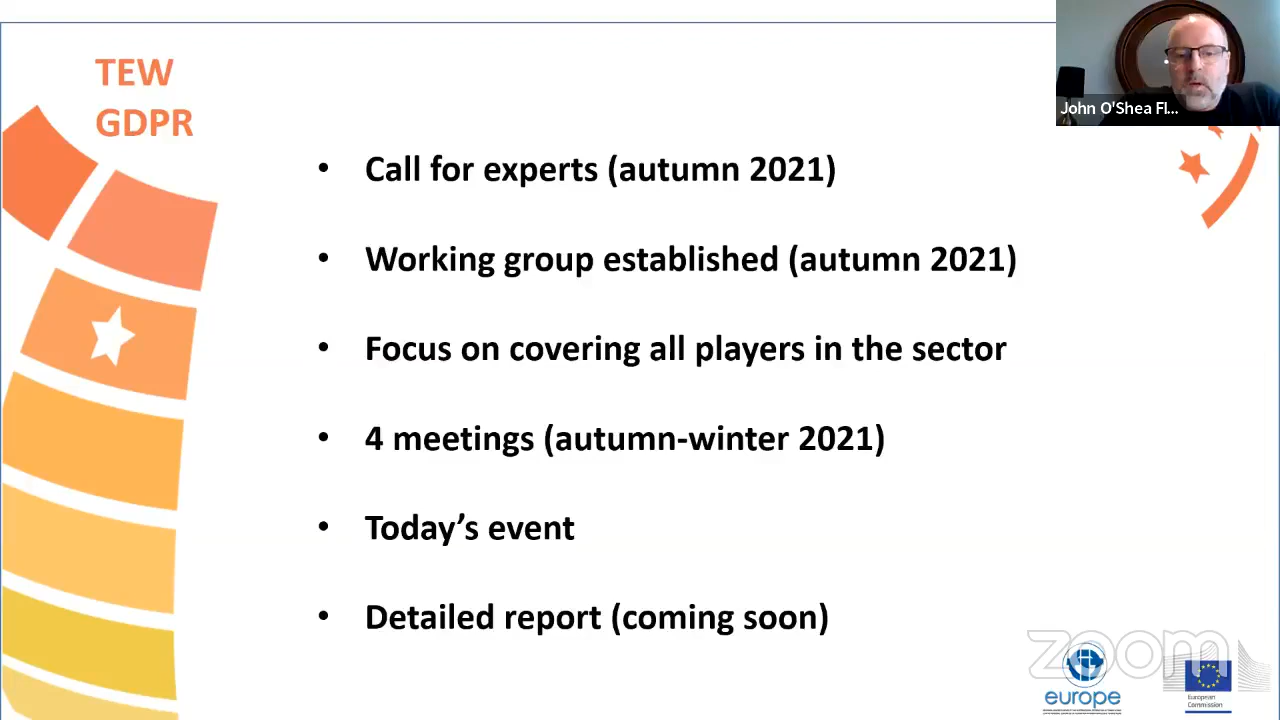 TEW
GDPR
John O'Shea Fl...
• Call for experts (autumn 2021)
• Working group established (autumn 2021)
• Focus on covering all players in the sector
• 4 meetings (autumn-winter 2021)
• Today’s event
• Detailed report (coming soon)
zoom
europe
European
Commission